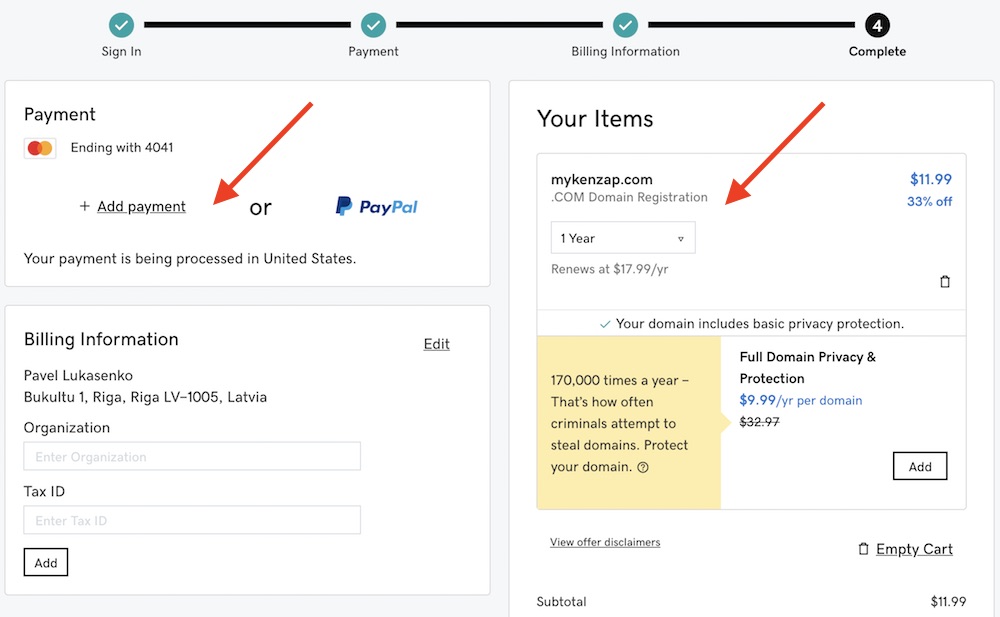 4
Sign In
Payment
Billing Information
Complete
Payment
Ending with 4041
+ Add payment
or
PayPal
Your payment is being processed in United States.
Billing Information
Edit
Pavel Lukasenko
Bukultu 1, Riga, Riga LV-1005, Latvia
Organization
Enter Organization
Tax ID
Enter Tax ID
Add
Your Items
mykenzap.com
$11.99
.COM Domain Registration
33% off
1 Year
Renews at $17.99/yr
Your domain includes basic privacy protection.
170,000 times a year –
That's how often
criminals attempt to
steal domains. Protect
your domain. ?
Full Domain Privacy &
Protection
$9.99/yr per domain
$32.97
Add
View offer disclaimers
Empty Cart
Subtotal
$11.99